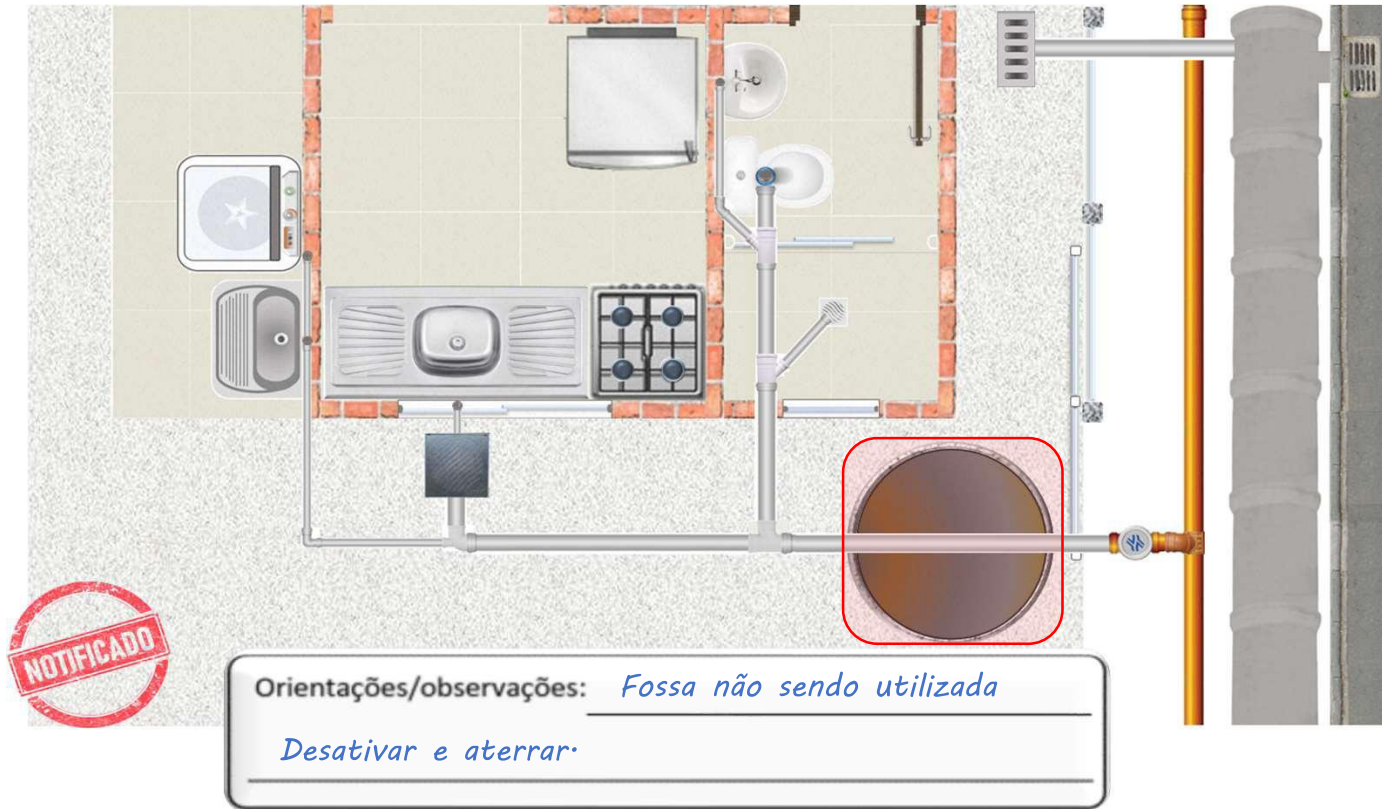 NOTIFICADO
Orientações/observações: Fossa não sendo utilizada
Desativar e aterrar.